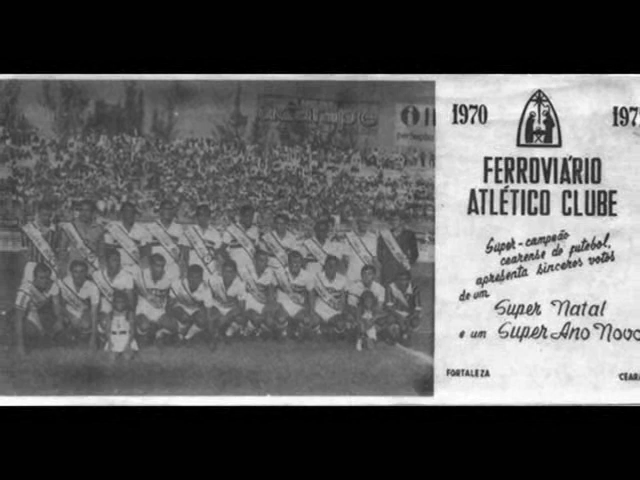 1970
197
FERROVIÁRIO
ATLÉTICO CLUBE
Super-campeão
cearense de futebol,
apresenta sinceros votos
de um
Super Natal
e um Super Ano Novo
FORTALEZA
CEARÁ